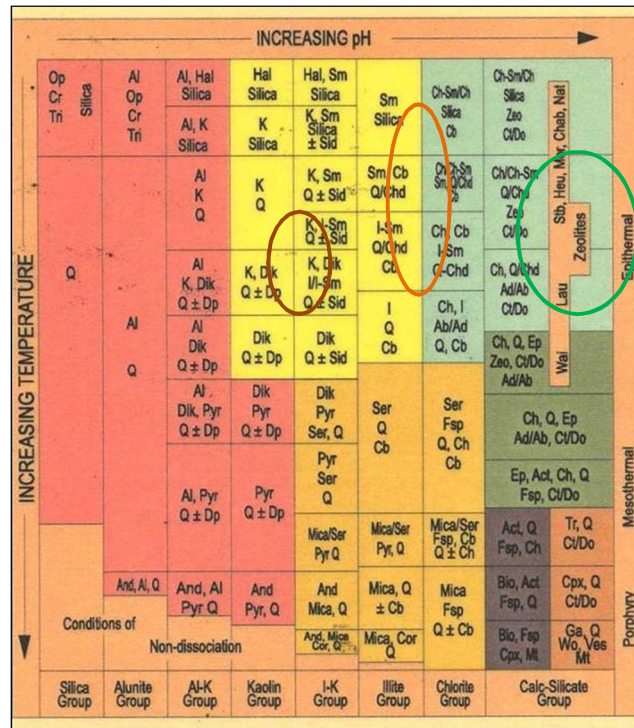 INCREASING pH
INCREASING TEMPERATURE
Op
Cr
Tri
Silica
Al
Op
Cr
Tri
Al, Hal
Silica
Al, K
Silica
Hal
Silica
K
Silica
Hal, Sm
Silica
K, Sm
Silica
± Sid
Sm
Silica
Ch-Sm/Ch
Silica
Cb
Ch-Sm/Ch
Silica
Zeo
Ct/Do
Q
Al
Q
Al
K
Q
K
Q
K, Sm
Q ± Sid
K, I-Sm
Q ± Sid
Sm, Cb
Q/Chd
I-Sm
Q/Chd
Cb
Ch/Ch-Sm
Sm, Q/Chd
Cb
Ch, Cb
I-Sm
Q-Chd
Ch/Ch-Sm
Q/Chd
Zep
Ct/Do
Al
K, Dik
Q ± Dp
K, Dik
Q ± Dp
K, Dik
I/I-Sm
Q ± Sid
Ch, Q/Chd
Ad/Ab
Ct/Do
Al
Dik
Q ± Dp
Dik
Q ± Dp
Dik
Q ± Sid
I
Q
Cb
Ch, I
Ab/Ad
Q, Cb
Ch, Q, Ep
Zeo, Ct/Do
Ad/Ab
Wai
Lau
Stb, Heu, Mor, Chab, Nat
Zeolites
Al
Dik, Pyr
Q ± Dp
Dik
Pyr
Q ± Dp
Dik
Pyr
Ser, Q
Ser
Q
Cb
Ser
Fsp
Q, Ch
Cb
Ch, Q, Ep
Ad/Ab, Ct/Do
Al, Pyr
Q ± Dp
Pyr
Q ± Dp
Pyr
Ser
Q
Ep, Act, Ch, Q
Fsp, Ct/Do
Mica/Ser
Pyr Q
Mica/Ser
Pyr, Q
Mica/Ser
Fsp, Cb
Q ± Ch
Act, Q
Fsp, Ch
Tr, Q
Ct/Do
And, Al, Q
And, Al
Pyr Q
And
Pyr, Q
And
Mica, Q
Mica, Q
± Cb
Mica
Fsp
Q ± Cb
Bio, Act
Fsp, Q
Cpx, Q
Ct/Do
And, Mica
Cor, Q
Mica, Cor
Q
Bio, Fsp
Cpx, Mt
Ga, Q
Wo, Ves
Mt
Conditions of
Non-dissociation
Epithermal
Mesothermal
Porphyry
Silica
Group
Alunite
Group
Al-K
Group
Kaolin
Group
I-K
Group
Illite
Group
Chlorite
Group
Calc-Silicate
Group